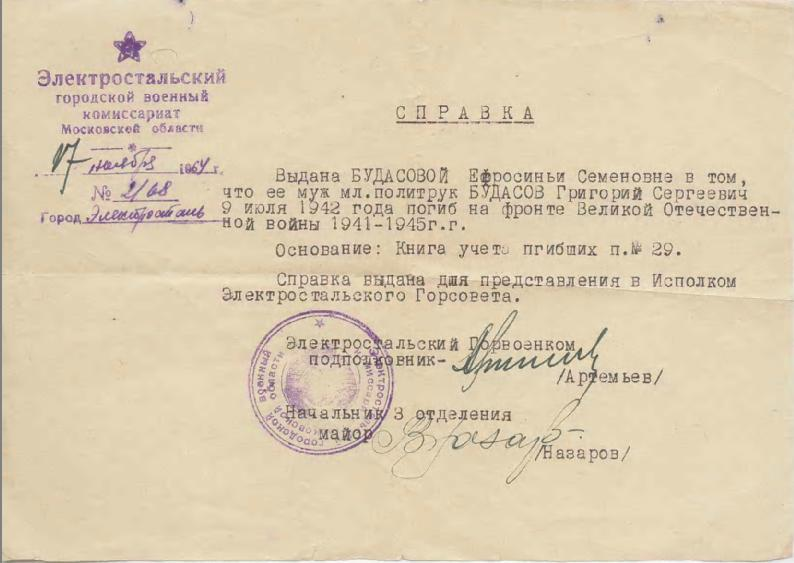 Электростальский
городской военный
комиссариат
Московской области
17 ноября 1964 г.
№ 2/68
Город Электросталь
СПРАВКА
Выдана БУДАСОВОЙ Ефросиньи Семеновне в том,
что ее муж мл.политрук БУДАСОВ Григорий Сергеевич
9 июля 1942 года погиб на фронте Великой Отечествен-
ной войны 1941-1945г.г.
Основание: Книга учета пгибших п.№ 29.
Справка выдана для представления в Исполком
Электростальского Горсовета.
Электростальский Горвоенком
подполковник-
/Артемьев/
Начальник 3 отделения
майор
/Назаров/